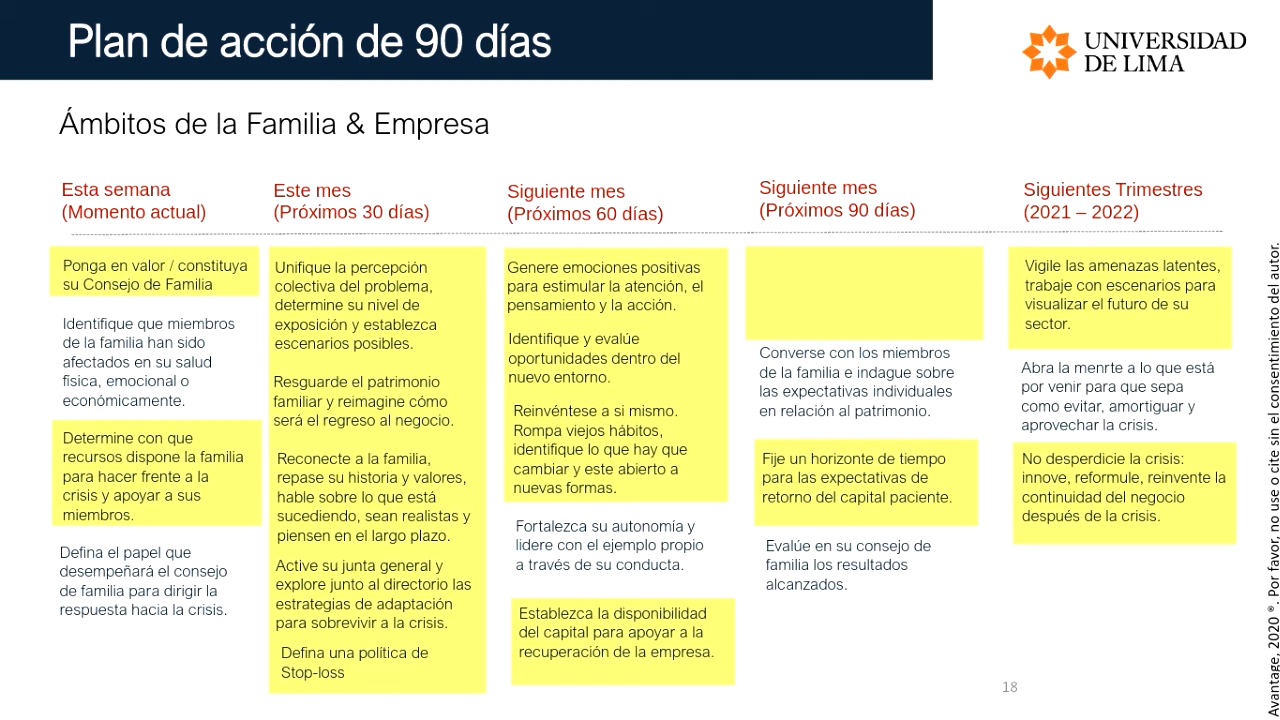 Plan de acción de 90 días
UNIVERSIDAD
DE LIMA
Ámbitos de la Familia & Empresa
Esta semana
(Momento actual)
Ponga en valor / constituya
su Consejo de Familia
Identifique que miembros
de la familia han sido
afectados en su salud
física, emocional o
económicamente.
Determine con que
recursos dispone la familia
para hacer frente a la
crisis y apoyar a sus
miembros.
Defina el papel que
desempeñará el consejo
de familia para dirigir la
respuesta hacia la crisis.
Este mes
(Próximos 30 días)
Unifique la percepción
colectiva del problema,
determine su nivel de
exposición y establezca
escenarios posibles.
Resguarde el patrimonio
familiar y reimagine cómo
será el regreso al negocio.
Reconecte a la familia,
repase su historia y valores,
hable sobre lo que está
sucediendo, sean realistas y
piensen en el largo plazo.
Active su junta general y
explore junto al directorio las
estrategias de adaptación
para sobrevivir a la crisis.
Defina una política de
Stop-loss
Siguiente mes
(Próximos 60 días)
Genere emociones positivas
para estimular la atención, el
pensamiento y la acción.
Identifique y evalúe
oportunidades dentro del
nuevo entorno.
Reinvéntese a si mismo.
Rompa viejos hábitos,
identifique lo que hay que
cambiar y este abierto a
nuevas formas.
Fortalezca su autonomía y
lidere con el ejemplo propio
a través de su conducta.
Establezca la disponibilidad
del capital para apoyar a la
recuperación de la empresa.
Siguiente mes
(Próximos 90 días)
Converse con los miembros
de la familia e indague sobre
las expectativas individuales
en relación al patrimonio.
Fije un horizonte de tiempo
para las expectativas de
retorno del capital paciente.
Evalúe en su consejo de
familia los resultados
alcanzados.
Siguientes Trimestres
(2021 – 2022)
Vigile las amenazas latentes,
trabaje con escenarios para
visualizar el futuro de su
sector.
Abra la menrte a lo que está
por venir para que sepa
como evitar, amortiguar y
aprovechar la crisis.
No desperdicie la crisis:
innove, reformule, reinvente la
continuidad del negocio
después de la crisis.
Avantage, 2020 ®. Por favor, no use o cite sin el consentimiento del autor.
18